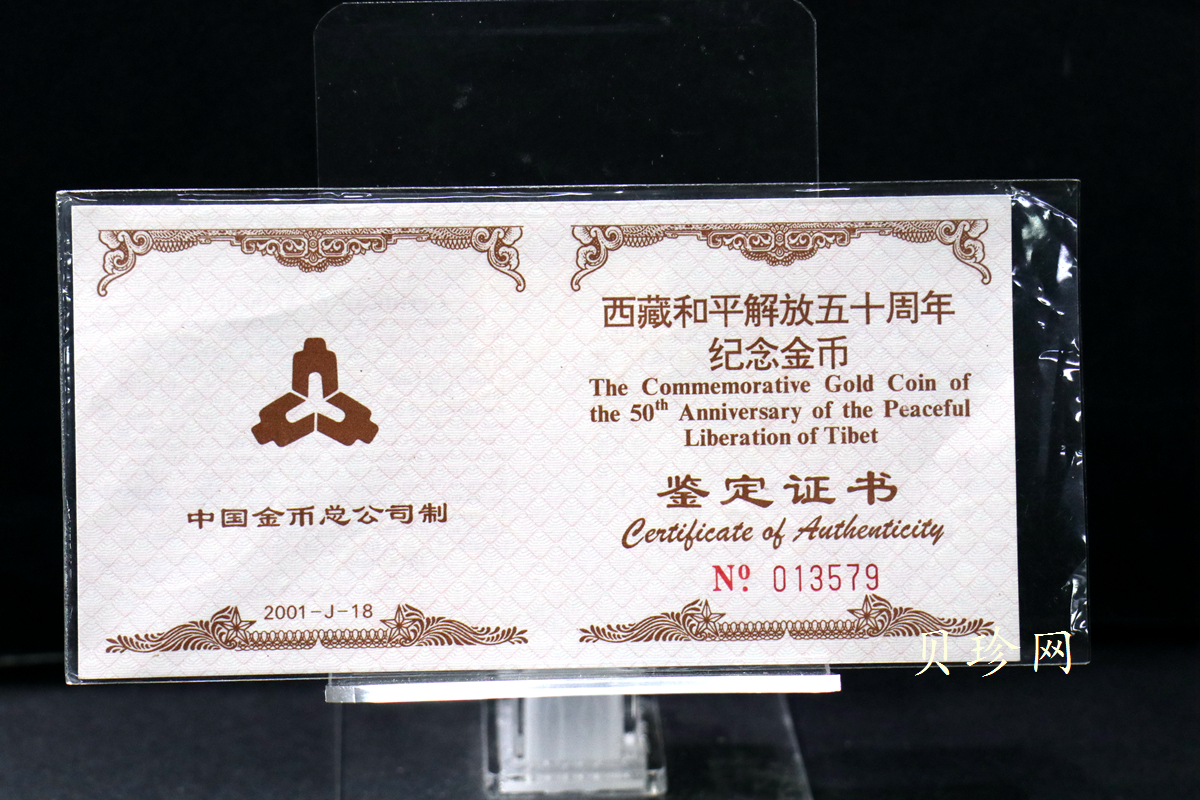 中国金币总公司制
2001-J-18
西藏和平解放五十周年
纪念金币
The Commemorative Gold Coin of
the 50th Anniversary of the Peaceful
Liberation of Tibet
鉴定证书
Certificate of Authenticity
Nº 013579
贝珍网